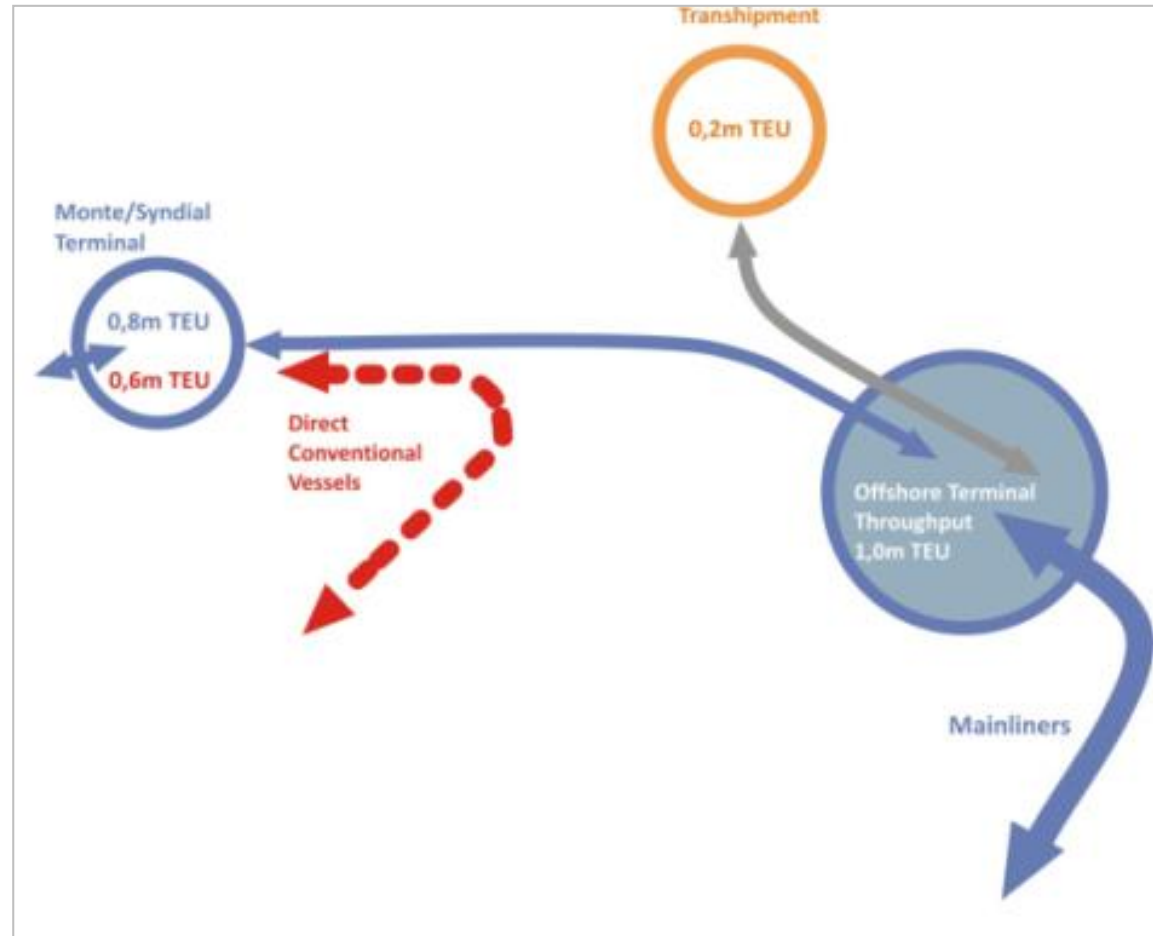 Transhipment
0,2m TEU
Monte/Syndial
Terminal
0,8m TEU
0,6m TEU
Direct
Conventional
Vessels
Offshore Terminal
Throughput
1,0m TEU
Mainliners